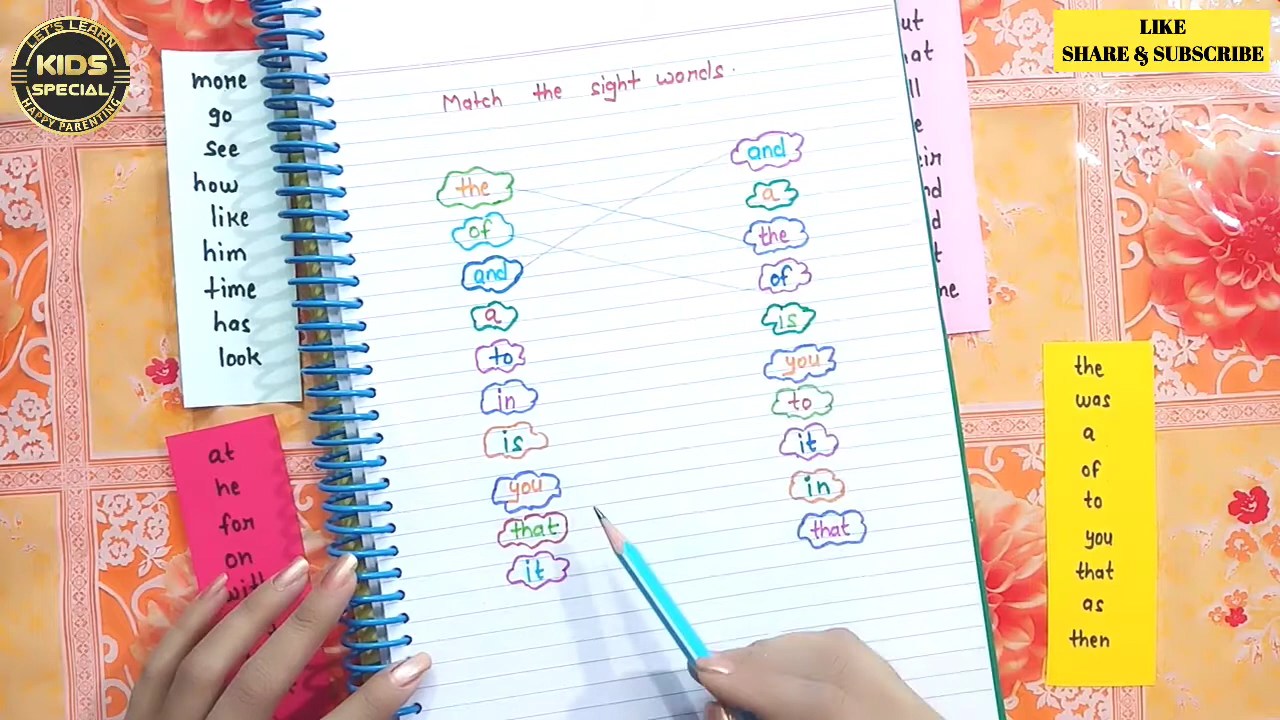 LET'S LEARN
KIDS
SPECIAL
HAPPY PARENTING
LIKE
SHARE & SUBSCRIBE
more
go
see
how
like
him
time
has
look
at
he
for
on
Match the sight words.
the
of
and
a
to
in
is
you
that
it
and
a
the
of
is
you
to
it
in
that
the
was
a
of
to
you
that
as
then